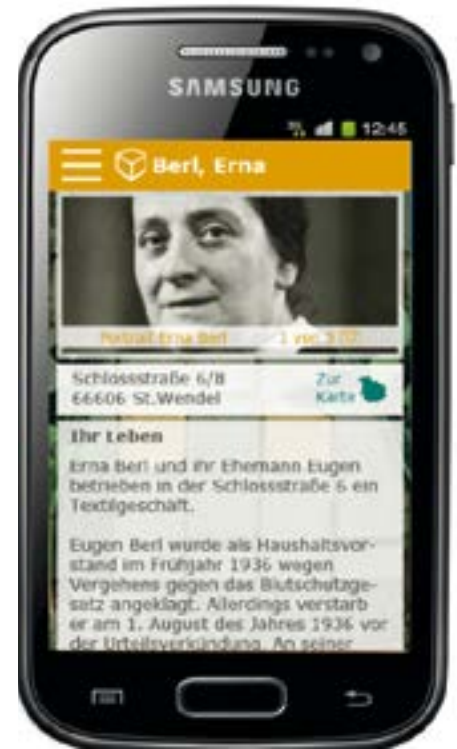 SAMSUNG
3G 12:45
Berl, Erna
Portrait Erna Berl 1 von 3
Schlossstraße 6/8
66606 St.Wendel
Zur
Karte
Ihr Leben
Erna Berl und ihr Ehemann Eugen
betrieben in der Schlossstraße 6 ein
Textilgeschäft.
Eugen Berl wurde als Haushaltsvor-
stand im Frühjahr 1936 wegen
Vergehens gegen das Blutschutzge-
setz angeklagt. Allerdings verstarb
er am 1. August des Jahres 1936 vor
der Urteilsverkündung. An seiner